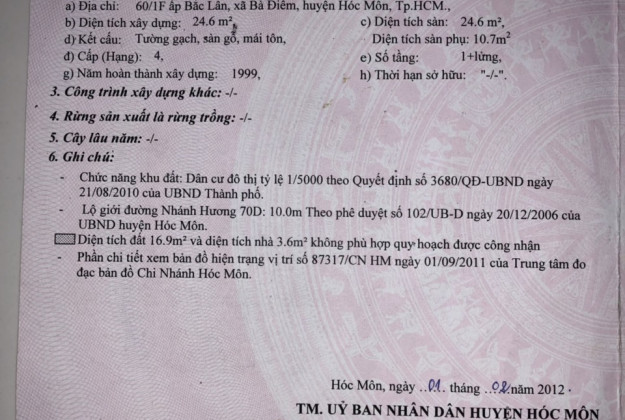 a) Địa chỉ: 60/1F ấp Bắc Lân, xã Bà Điểm, huyện Hóc Môn, Tp.HCM.,
b) Diện tích xây dựng: 24.6 m², c) Diện tích sàn: 24.6 m²,
d) Kết cấu: Tường gạch, sàn gỗ, mái tôn, Diện tích sàn phụ: 10.7m²
đ) Cấp (Hạng): 4, e) Số tầng: 1+lửng,
g) Năm hoàn thành xây dựng: 1999, h) Thời hạn sở hữu: "-/-".
3. Công trình xây dựng khác: -/-
4. Rừng sản xuất là rừng trồng: -/-
5. Cây lâu năm: -/-
6. Ghi chú:
- Chức năng khu đất: Dân cư đô thị tỷ lệ 1/5000 theo Quyết định số 3680/QĐ-UBND ngày
21/08/2010 của UBND Thành phố.
- Lộ giới đường Nhánh Hương 70D: 10.0m Theo phê duyệt số 102/UB-D ngày 20/12/2006 của
UBND huyện Hóc Môn.
Diện tích đất 16.9m² và diện tích nhà 3.6m² không phù hợp quy hoạch được công nhận
- Phần chi tiết xem bản đồ hiện trạng vị trí số 87317/CN HM ngày 01/09/2011 của Trung tâm đo
đạc bản đồ Chi Nhánh Hóc Môn.
Hóc Môn, ngày ..01. tháng ..02.năm 2012 .
TM. UỶ BAN NHÂN DÂN HUYỆN HÓC MÔN